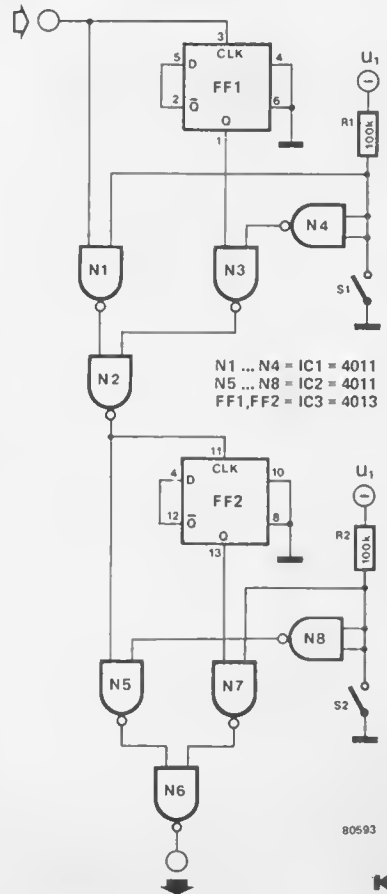 3
CLK
5 D
4
FF1
2 Q̄
6
Q
1
U1
R1
100k
N4
S1
N1
N3
N2
N1 ... N4 = IC1 = 4011
N5 ... N8 = IC2 = 4011
FF1,FF2 = IC3 = 4013
11
CLK
4 D
10
FF2
12 Q̄
8
Q
13
U1
R2
100k
N8
S2
N5
N7
N6
80593